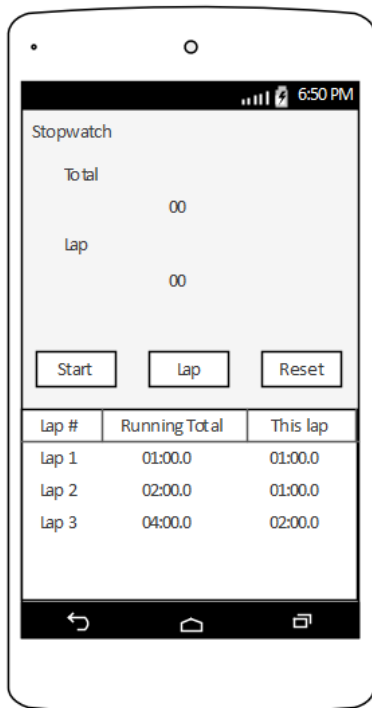 6:50 PM
Stopwatch
Total
00
Lap
00
Start Lap Reset
Lap # Running Total This lap
Lap 1 01:00.0 01:00.0
Lap 2 02:00.0 01:00.0
Lap 3 04:00.0 02:00.0